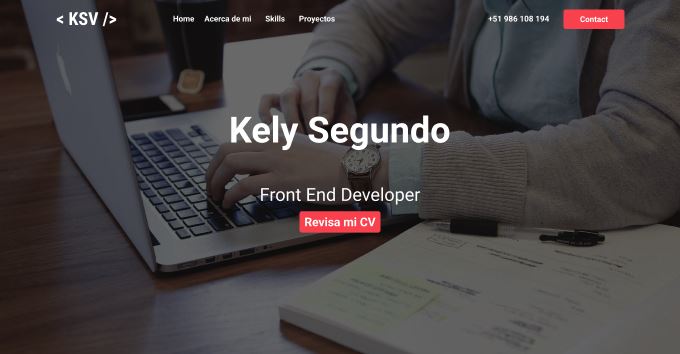 < KSV />
Home Acerca de mi Skills Proyectos
+51 986 108 194
Contact
Kely Segundo
Front End Developer
Revisa mi CV